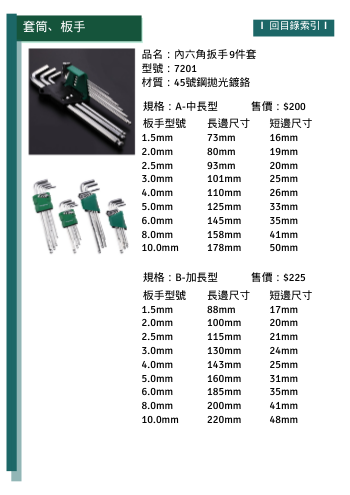 套筒、板手
I 回目錄索引 I
品名：內六角扳手9件套
型號：7201
材質：45號鋼拋光鍍鉻
規格：A-中長型 售價：$200
板手型號 長邊尺寸 短邊尺寸
1.5mm 73mm 16mm
2.0mm 80mm 19mm
2.5mm 93mm 20mm
3.0mm 101mm 25mm
4.0mm 110mm 26mm
5.0mm 125mm 33mm
6.0mm 145mm 35mm
8.0mm 158mm 41mm
10.0mm 178mm 50mm
規格：B-加長型 售價：$225
板手型號 長邊尺寸 短邊尺寸
1.5mm 88mm 17mm
2.0mm 100mm 20mm
2.5mm 115mm 21mm
3.0mm 130mm 24mm
4.0mm 143mm 25mm
5.0mm 160mm 31mm
6.0mm 185mm 35mm
8.0mm 200mm 41mm
10.0mm 220mm 48mm